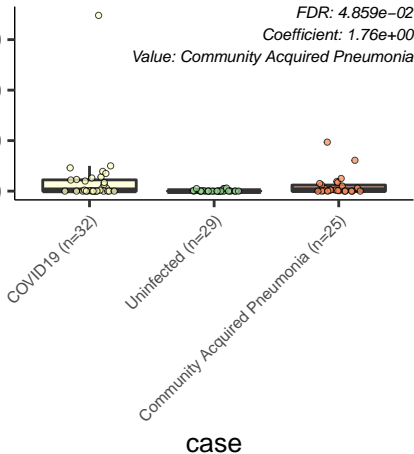 FDR: 4.859e−02
Coefficient: 1.76e+00
Value: Community Acquired Pneumonia
COVID19 (n=32)
Uninfected (n=29)
Community Acquired Pneumonia (n=25)
case